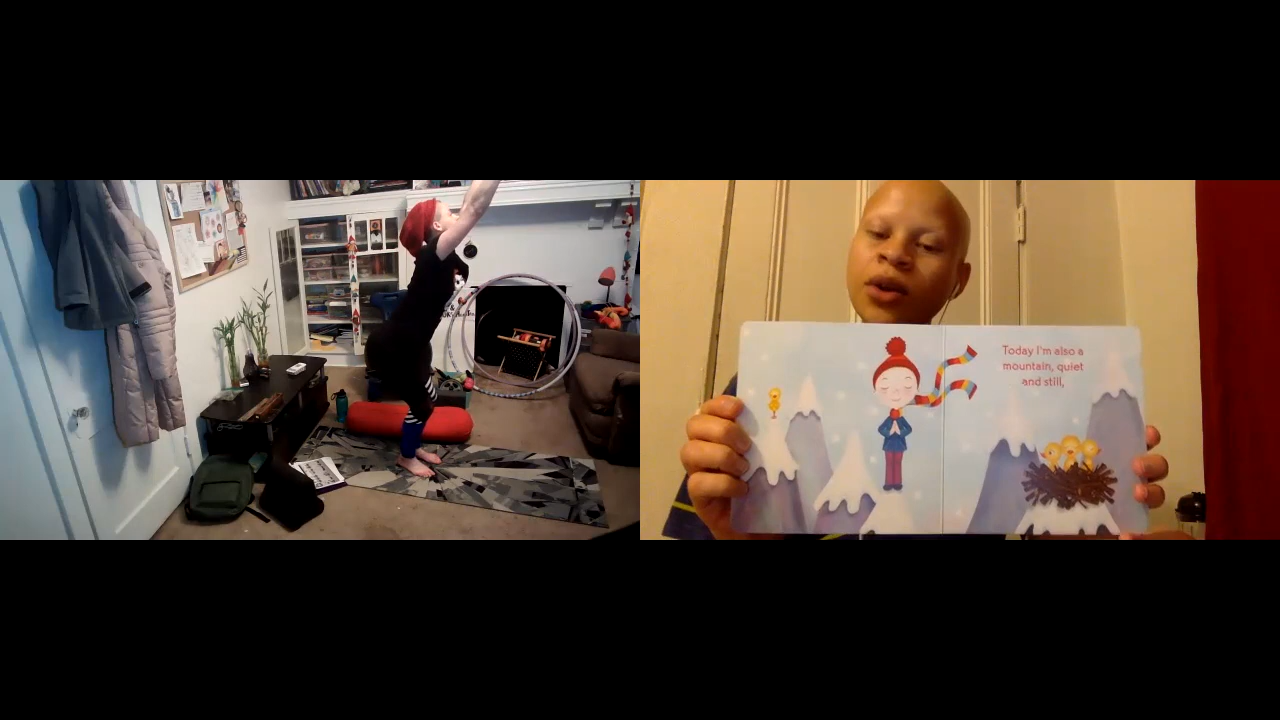 Today I'm also a
mountain, quiet
and still,